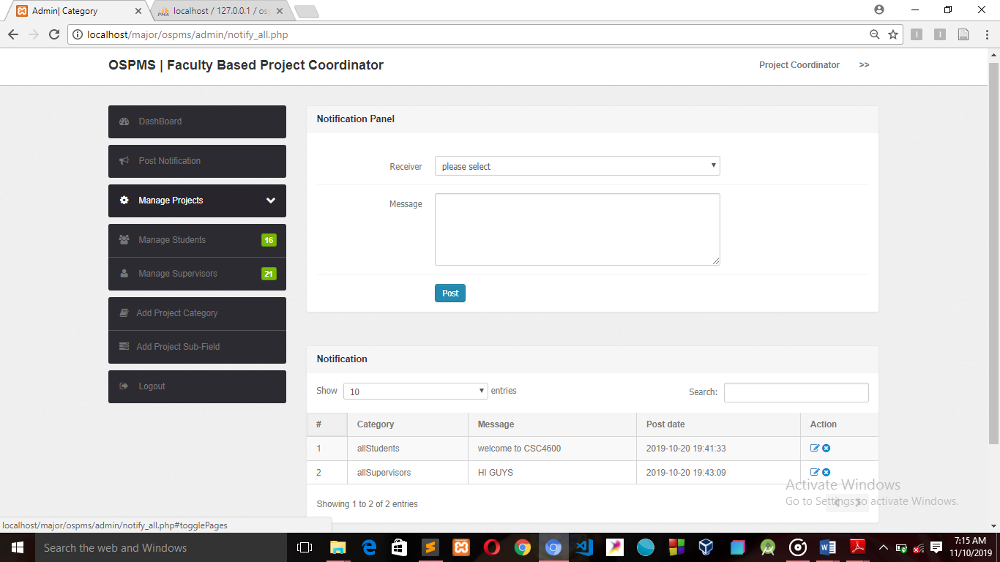 Admin| Category
localhost / 127.0.0.1 / os
localhost/major/ospms/admin/notify_all.php
OSPMS | Faculty Based Project Coordinator
Project Coordinator >>
DashBoard
Post Notification
Manage Projects
Manage Students 16
Manage Supervisors 21
Add Project Category
Add Project Sub-Field
Logout
Notification Panel
Receiver please select
Message
Post
Notification
Show 10 entries Search:
# Category Message Post date Action
1 allStudents welcome to CSC4600 2019-10-20 19:41:33
2 allSupervisors HI GUYS 2019-10-20 19:43:09
Showing 1 to 2 of 2 entries
Activate Windows
Go to Settings to activate Windows.
localhost/major/ospms/admin/notify_all.php#togglePages
Search the web and Windows
7:15 AM
11/10/2019